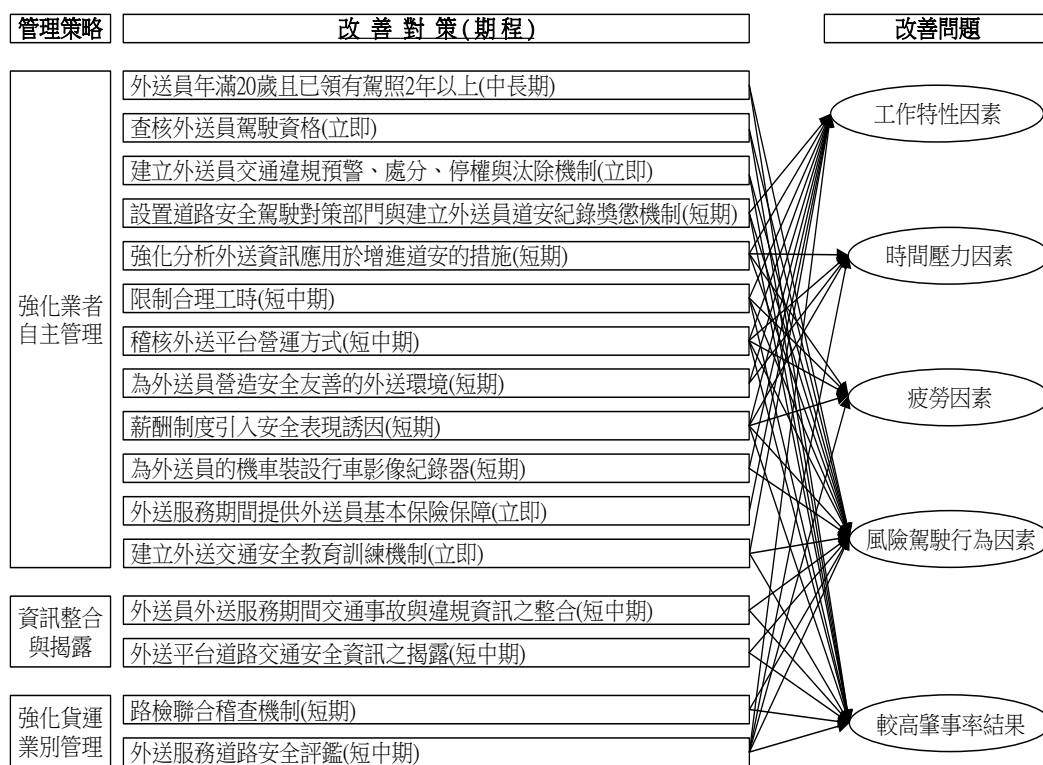 管理策略
改 善 對 策(期程)
改善問題
強化業者
自主管理
外送員年滿20歲且已領有駕照2年以上(中長期)
查核外送員駕駛資格(立即)
建立外送員交通違規預警、處分、停權與汰除機制(立即)
設置道路安全駕駛對策部門與建立外送員道安紀錄獎懲機制(短期)
強化分析外送資訊應用於增進道安的措施(短期)
限制合理工時(短中期)
稽核外送平台營運方式(短中期)
為外送員營造安全友善的外送環境(短期)
薪酬制度引入安全表現誘因(短期)
為外送員的機車裝設行車影像紀錄器(短期)
外送服務期間提供外送員基本保險保障(立即)
建立外送交通安全教育訓練機制(立即)
資訊整合
與揭露
外送員外送服務期間交通事故與違規資訊之整合(短中期)
外送平台道路交通安全資訊之揭露(短中期)
強化貨運
業別管理
路檢聯合稽查機制(短期)
外送服務道路安全評鑑(短中期)
工作特性因素
時間壓力因素
疲勞因素
風險駕駛行為因素
較高肇事率結果